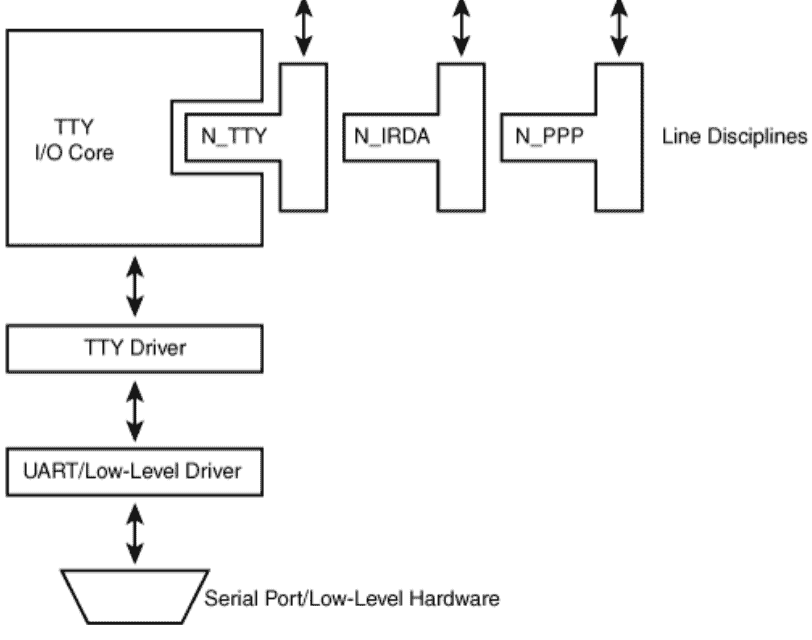 TTY
I/O Core
N_TTY
N_IRDA
N_PPP
Line Disciplines
TTY Driver
UART/Low-Level Driver
Serial Port/Low-Level Hardware